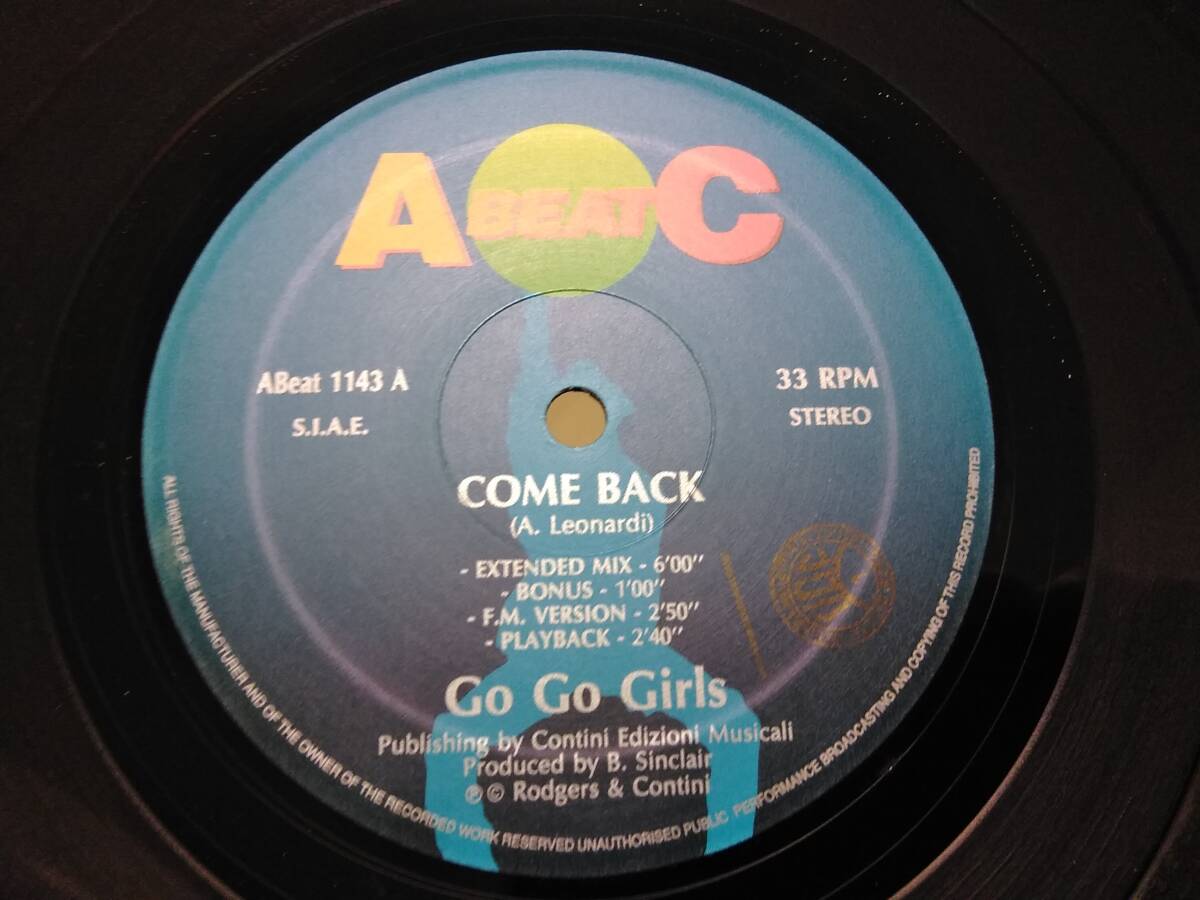 A BEAT C
ABeat 1143 A
33 RPM
S.I.A.E.
STEREO
COME BACK
(A. Leonardi)
- EXTENDED MIX - 6'00"
- BONUS - 1'00"
- F.M. VERSION - 2'50"
- PLAYBACK - 2'40"
Go Go Girls
Publishing by Contini Edizioni Musicali
Produced by B. Sinclair
℗ © Rodgers & Contini
ALL RIGHTS OF THE MANUFACTURER AND OF THE OWNER OF THE RECORDED WORK RESERVED UNAUTHORISED PUBLIC PERFORMANCE BROADCASTING AND COPYING OF THIS RECORD PROHIBITED